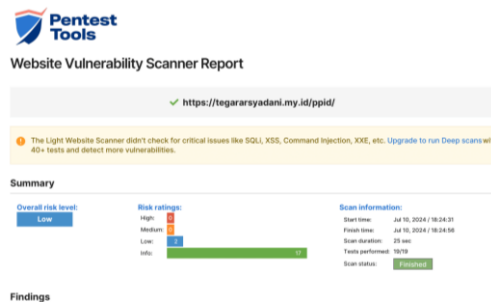 Pentest
Tools
Website Vulnerability Scanner Report
https://tegararsyadani.my.id/ppid/
The Light Website Scanner didn't check for critical issues like SQLi, XSS, Command Injection, XXE, etc. Upgrade to run Deep scans wi
40+ tests and detect more vulnerabilities.
Summary
Overall risk level:
Low
Risk ratings:
High:
Medium:
Low: 2
Info: 17
Scan information:
Start time: Jul 10, 2024 / 18:24:31
Finish time: Jul 10, 2024 / 18:24:56
Scan duration: 25 sec
Tests performed: 19/19
Scan status: Finished
Findings